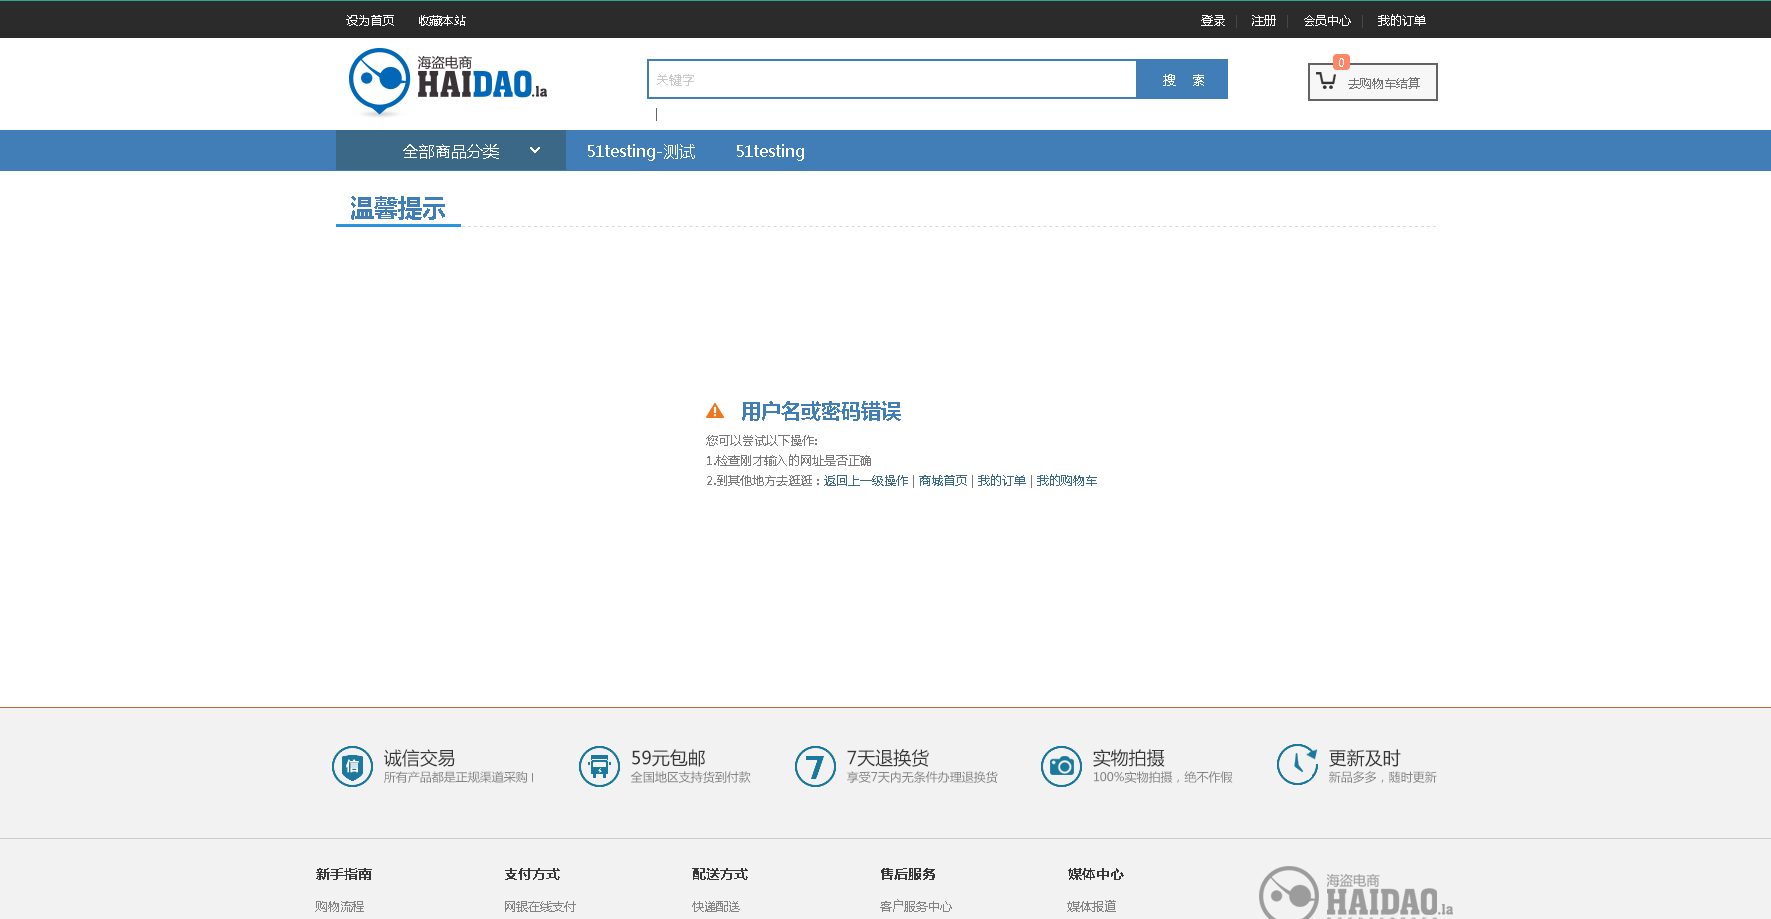 设为首页 收藏本站 登录 注册 会员中心 我的订单
海盗电商
HAIDAO.la
关键字 搜 索
0
去购物车结算
|
全部商品分类 51testing-测试 51testing
温馨提示
用户名或密码错误
您可以尝试以下操作:
1.检查刚才输入的网址是否正确
2.到其他地方去逛逛：返回上一级操作 | 商城首页 | 我的订单 | 我的购物车
信 诚信交易
所有产品都是正规渠道采购！
59元包邮
全国地区支持货到付款
7 7天退换货
享受7天内无条件办理退换货
实物拍摄
100%实物拍摄，绝不作假
更新及时
新品多多，随时更新
新手指南 支付方式 配送方式 售后服务 媒体中心
购物流程 网银在线支付 快递配送 客户服务中心 媒体报道
海盗电商
HAIDAO.la